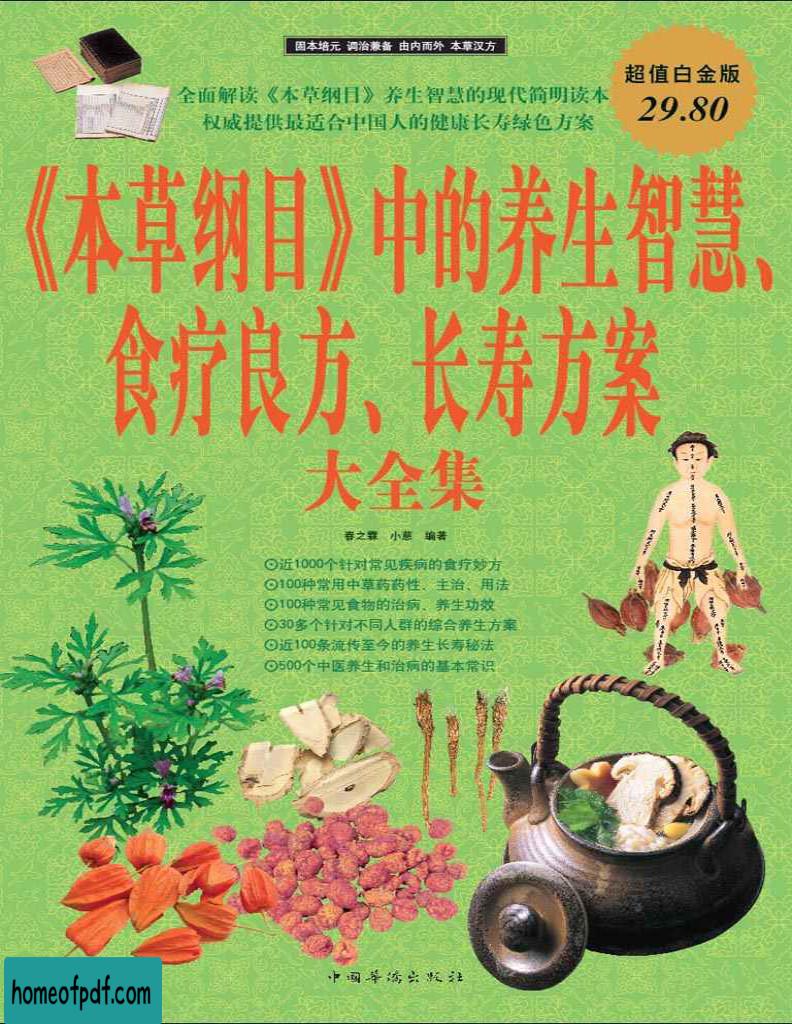 固本培元 调治兼备 由内而外 本草汉方
全面解读《本草纲目》养生智慧的现代简明读本
权威提供最适合中国人的健康长寿绿色方案
超值白金版
29.80
《本草纲目》中的养生智慧、
食疗良方、长寿方案
大全集
春之霖 小慈 编著
⊙近1000个针对常见疾病的食疗妙方
⊙100种常用中草药药性、主治、用法
⊙100种常见食物的治病、养生功效
⊙30多个针对不同人群的综合养生方案
⊙近100条流传至今的养生长寿秘法
⊙500个中医养生和治病的基本常识
中国华侨出版社
homeofpdf.com